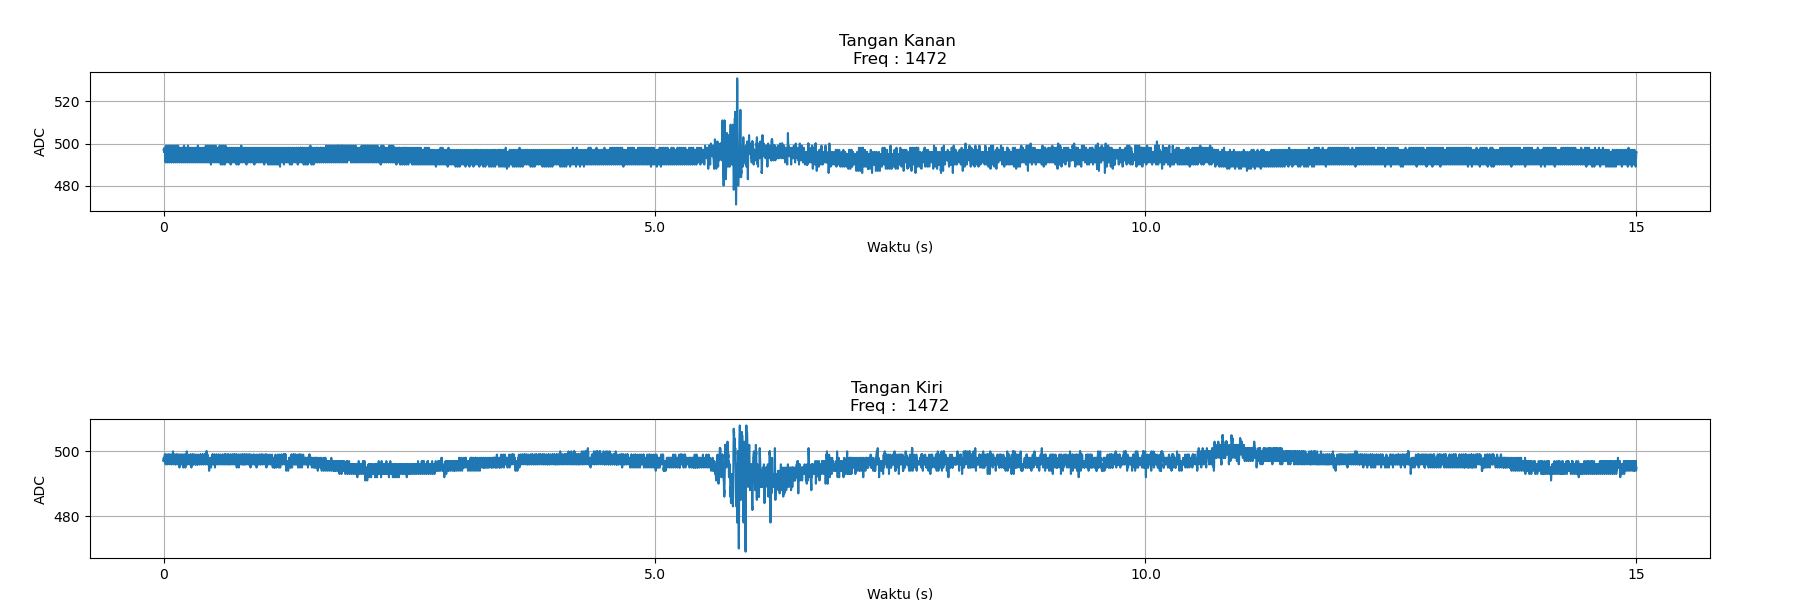 Tangan Kanan
Freq : 1472
520
500
480
ADC
0 5.0 10.0 15
Waktu (s)
Tangan Kiri
Freq :  1472
500
480
ADC
0 5.0 10.0 15
Waktu (s)